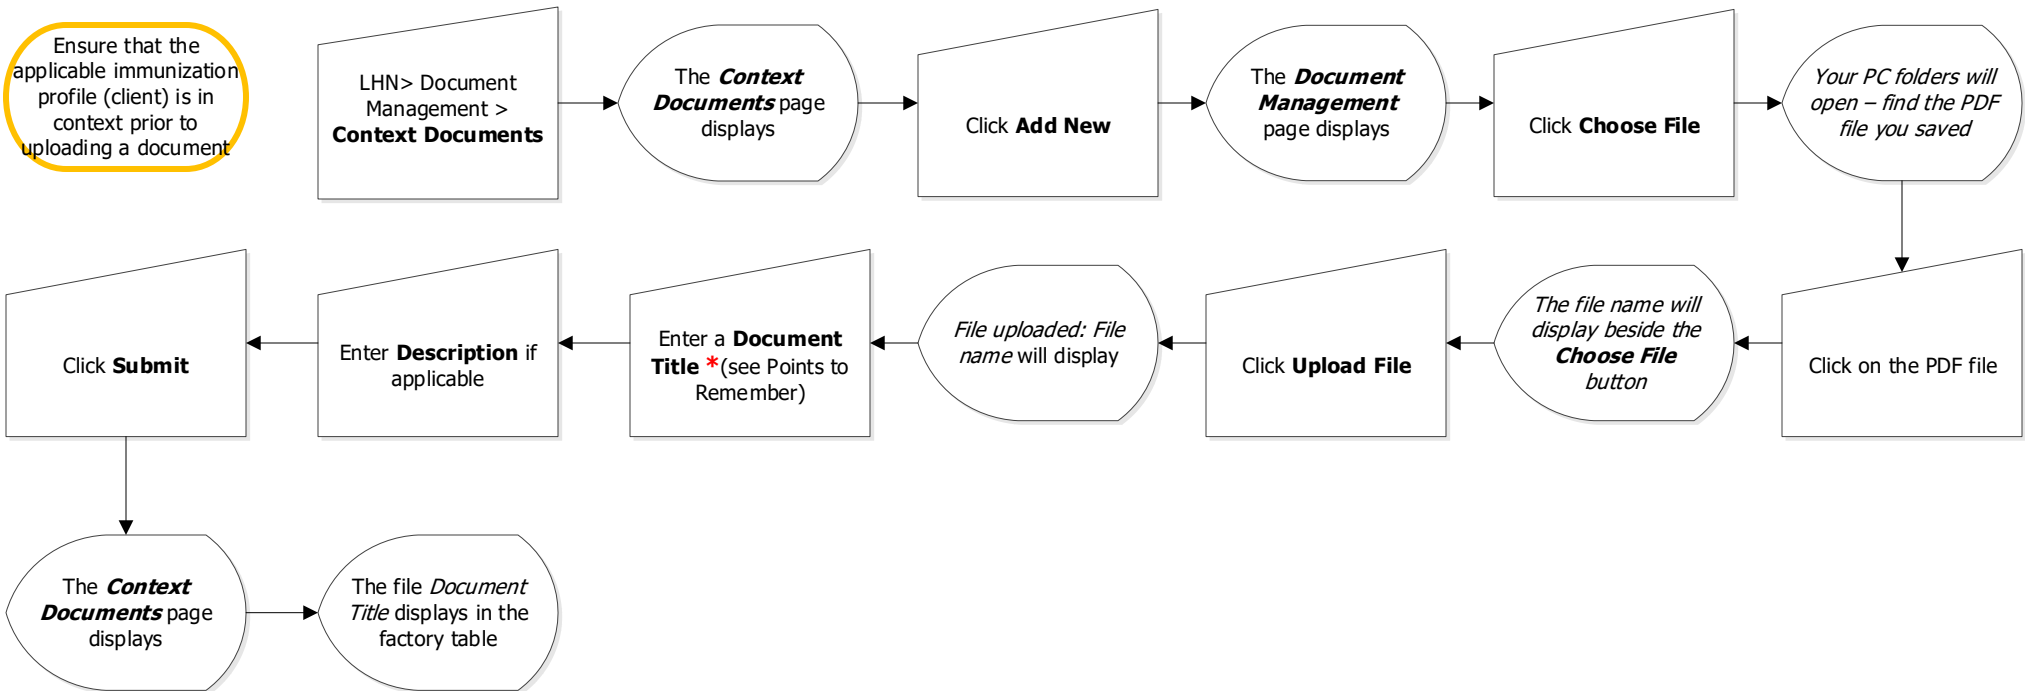 Ensure that the
applicable immunization
profile (client) is in
context prior to
uploading a document
LHN> Document
Management >
Context Documents
The Context
Documents page
displays
Click Add New
The Document
Management
page displays
Click Choose File
Your PC folders will
open – find the PDF
file you saved
Click on the PDF file
The file name will
display beside the
Choose File
button
Click Upload File
File uploaded: File
name will display
Enter a Document
Title *(see Points to
Remember)
Enter Description if
applicable
Click Submit
The Context
Documents page
displays
The file Document
Title displays in the
factory table